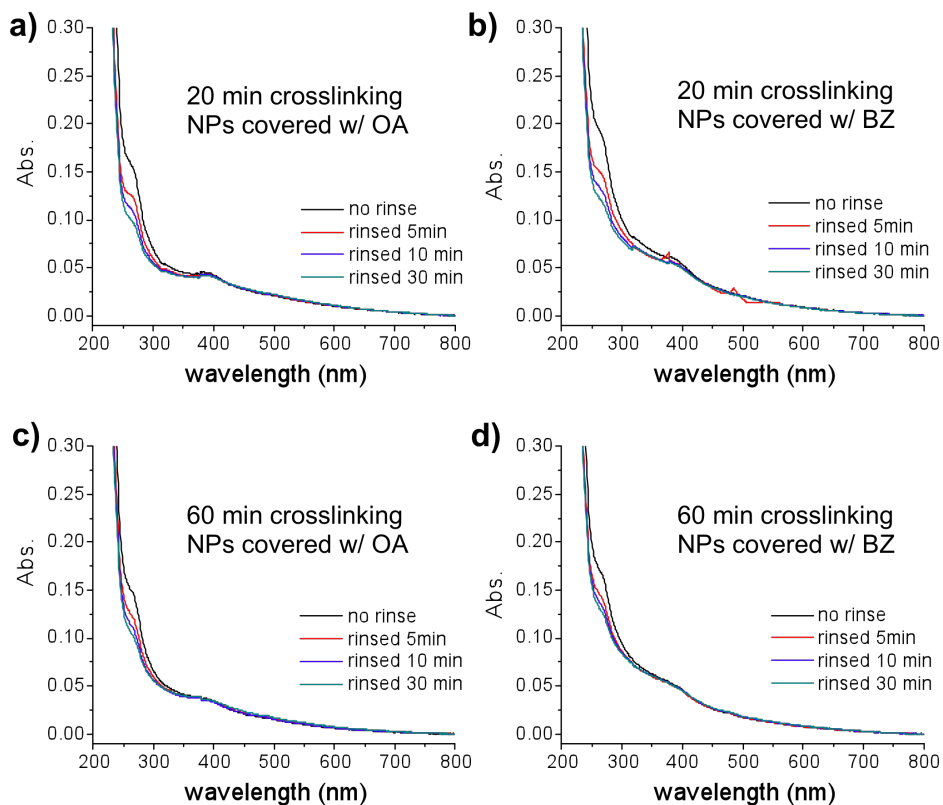 a)
0.30
0.25
0.20
0.15
0.10
0.05
0.00
Abs.
20 min crosslinking
NPs covered w/ OA
no rinse
rinsed 5min
rinsed 10 min
rinsed 30 min
200 300 400 500 600 700 800
wavelength (nm)
b)
0.30
0.25
0.20
0.15
0.10
0.05
0.00
Abs.
20 min crosslinking
NPs covered w/ BZ
no rinse
rinsed 5min
rinsed 10 min
rinsed 30 min
200 300 400 500 600 700 800
wavelength (nm)
c)
0.30
0.25
0.20
0.15
0.10
0.05
0.00
Abs.
60 min crosslinking
NPs covered w/ OA
no rinse
rinsed 5min
rinsed 10 min
rinsed 30 min
200 300 400 500 600 700 800
wavelength (nm)
d)
0.30
0.25
0.20
0.15
0.10
0.05
0.00
Abs.
60 min crosslinking
NPs covered w/ BZ
no rinse
rinsed 5min
rinsed 10 min
rinsed 30 min
200 300 400 500 600 700 800
wavelength (nm)